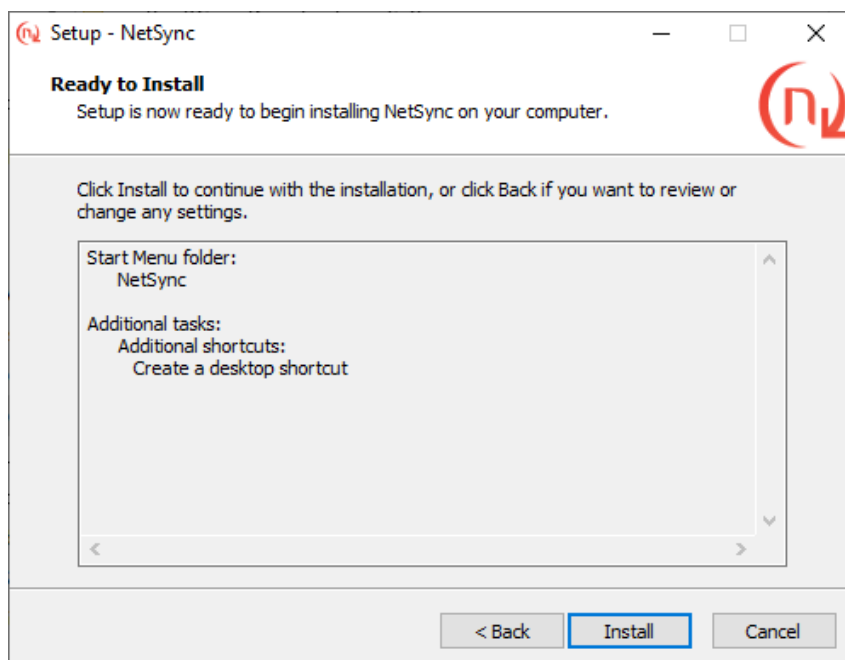 Setup - NetSync
Ready to Install
Setup is now ready to begin installing NetSync on your computer.
Click Install to continue with the installation, or click Back if you want to review or
change any settings.
Start Menu folder:
NetSync
Additional tasks:
Additional shortcuts:
Create a desktop shortcut
< Back
Install
Cancel